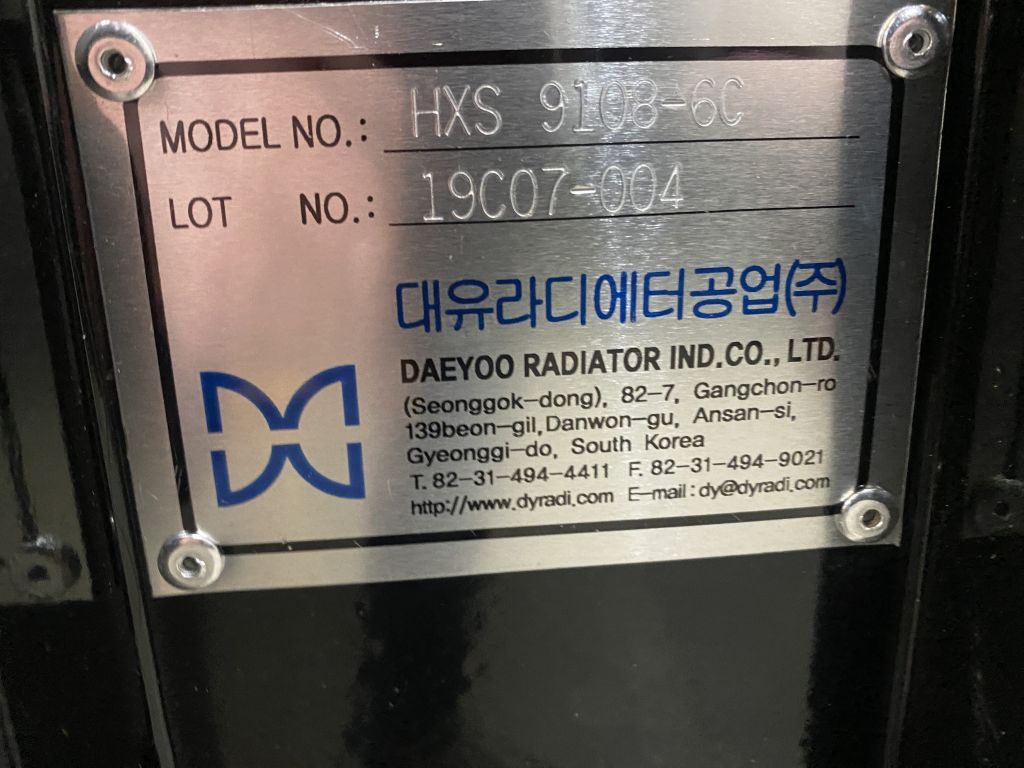 MODEL NO.: HXS 9108-6C
LOT NO.: 19C07-004
대유라디에터공업(주)
DAEYOO RADIATOR IND.CO., LTD.
(Seonggok-dong), 82-7, Gangchon-ro
139beon-gil, Danwon-gu, Ansan-si,
Gyeonggi-do, South Korea
T. 82-31-494-4411 F. 82-31-494-9021
http://www.dyradi.com E-mail : dy@dyradi.com